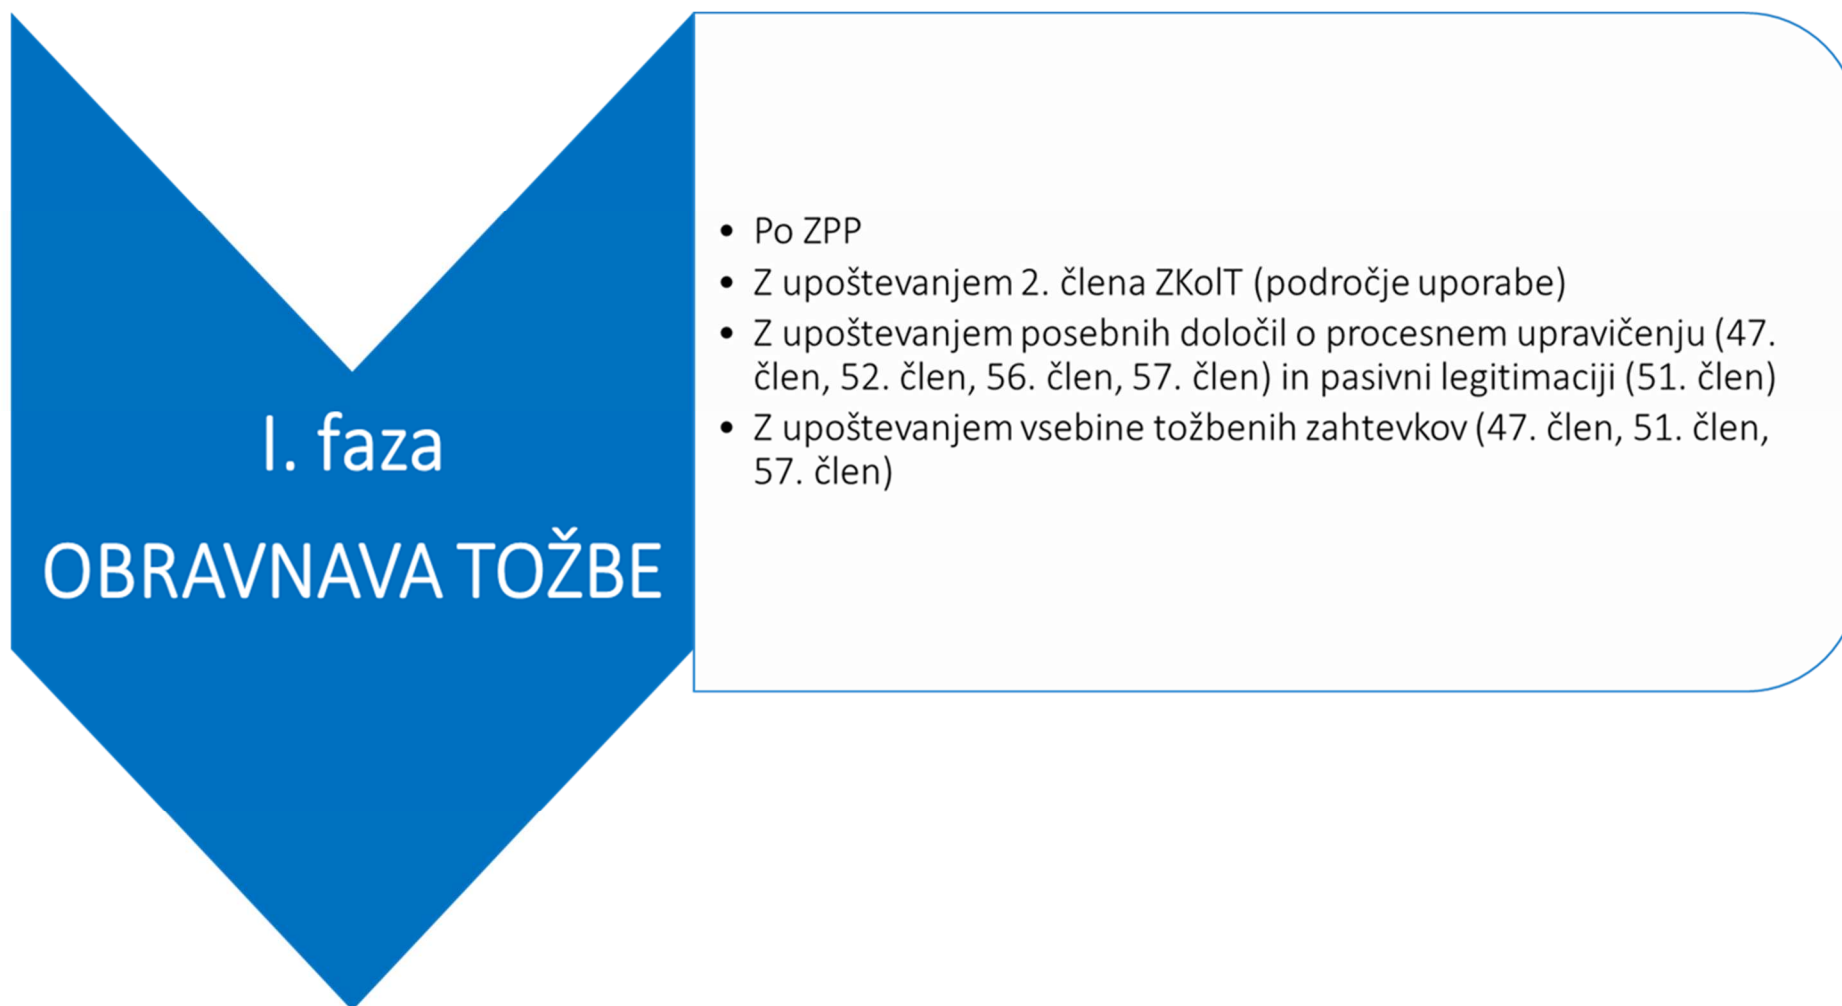 I. faza
OBRAVNAVA TOŽBE
• Po ZPP
• Z upoštevanjem 2. člena ZKolT (področje uporabe)
• Z upoštevanjem posebnih določil o procesnem upravičenju (47.
člen, 52. člen, 56. člen, 57. člen) in pasivni legitimaciji (51. člen)
• Z upoštevanjem vsebine tožbenih zahtevkov (47. člen, 51. člen,
57. člen)